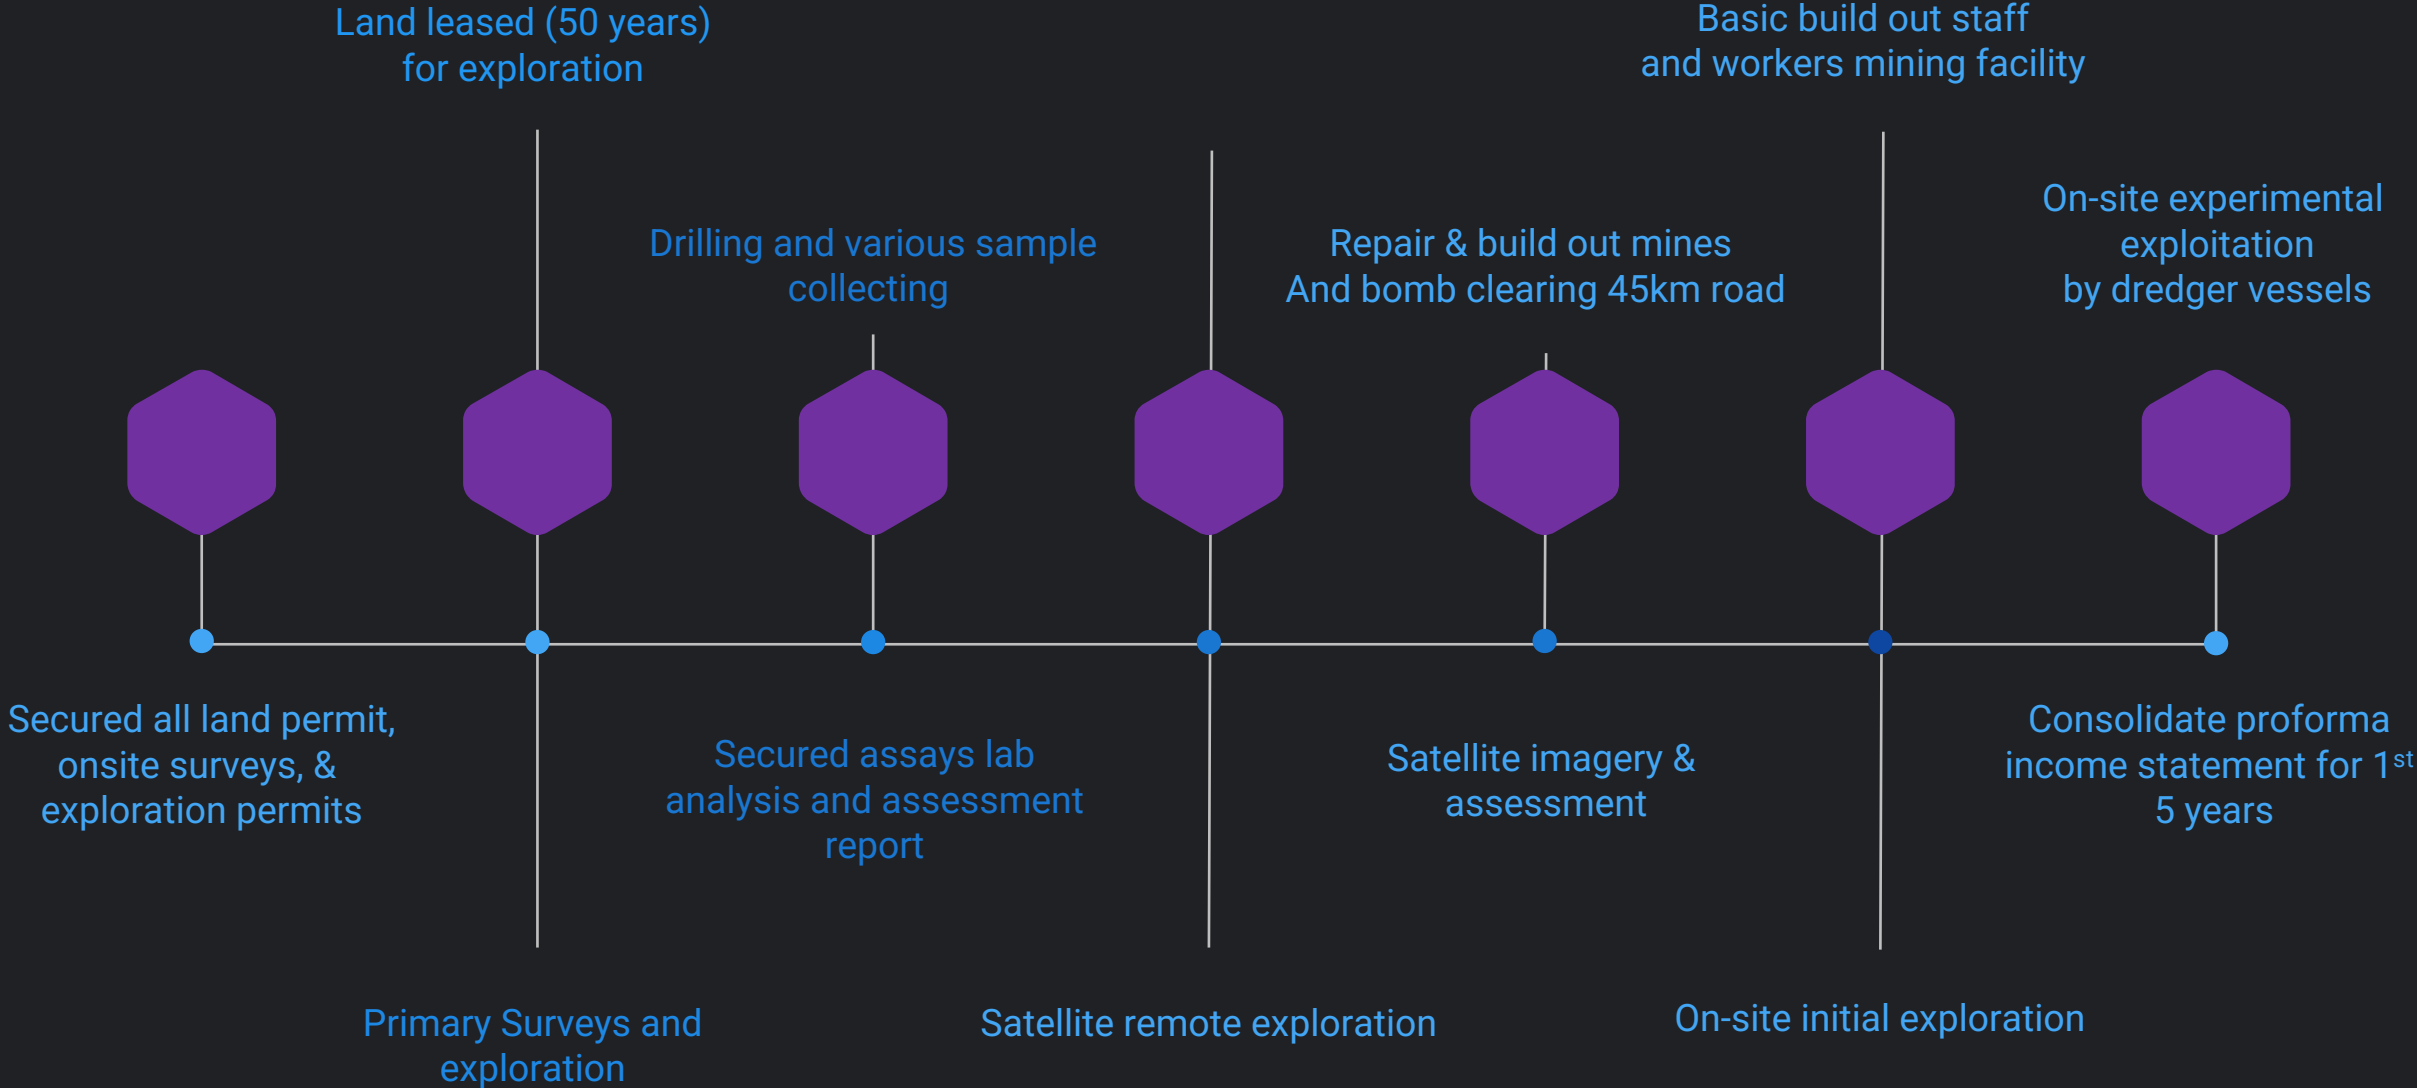 Land leased (50 years)
for exploration
Basic build out staff
and workers mining facility
Drilling and various sample
collecting
Repair & build out mines
And bomb clearing 45km road
On-site experimental
exploitation
by dredger vessels
Secured all land permit,
onsite surveys, &
exploration permits
Secured assays lab
analysis and assessment
report
Satellite imagery &
assessment
Consolidate proforma
income statement for 1st
5 years
Primary Surveys and
exploration
Satellite remote exploration
On-site initial exploration